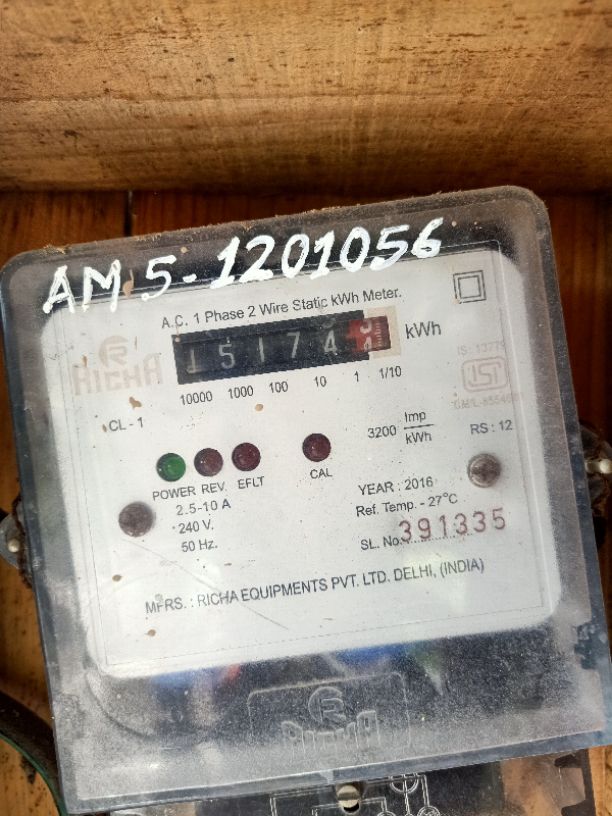 AM 5-1201056
A.C. 1 Phase 2 Wire Static kWh Meter.
RICHA
15174 kWh
10000 1000 100 10 1 1/10
IS : 13779
ISI
CL - 1
3200 Imp/kWh
RS : 12
POWER REV. EFLT CAL
2.5-10 A
240 V.
50 Hz.
YEAR : 2016
Ref. Temp. - 27°C
SL. No. 391335
MFRS. : RICHA EQUIPMENTS PVT. LTD. DELHI, (INDIA)
RICHA